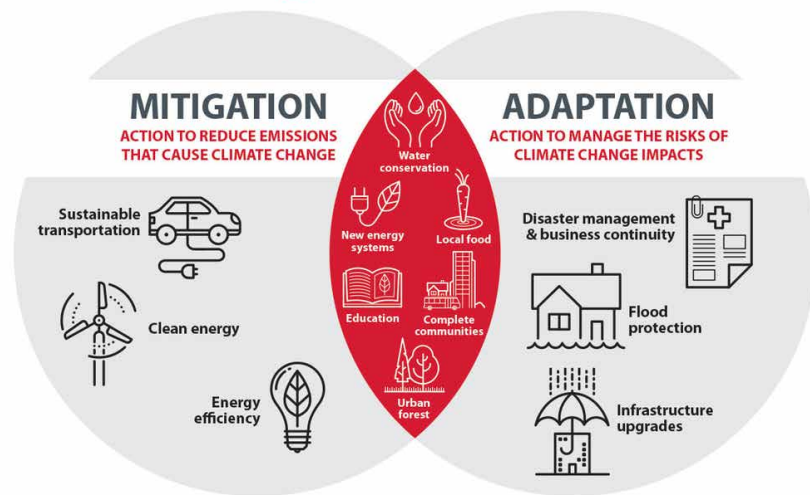 MITIGATION
ACTION TO REDUCE EMISSIONS
THAT CAUSE CLIMATE CHANGE
Sustainable
transportation
Clean energy
Energy
efficiency
Water
conservation
New energy
systems
Local food
Education
Complete
communities
Urban
forest
ADAPTATION
ACTION TO MANAGE THE RISKS OF
CLIMATE CHANGE IMPACTS
Disaster management
& business continuity
Flood
protection
Infrastructure
upgrades